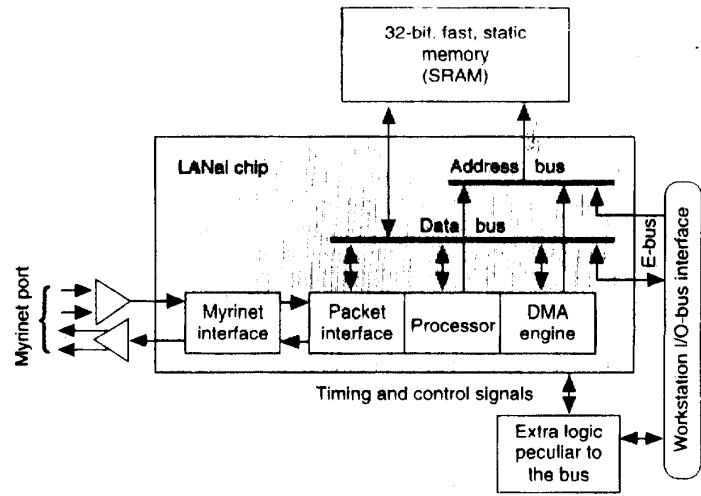 32-bit, fast, static
memory
(SRAM)
LANai chip
Address bus
Data bus
E-bus
Workstation I/O-bus interface
Myrinet port
Myrinet
interface
Packet
interface
Processor
DMA
engine
Timing and control signals
Extra logic
peculiar to
the bus